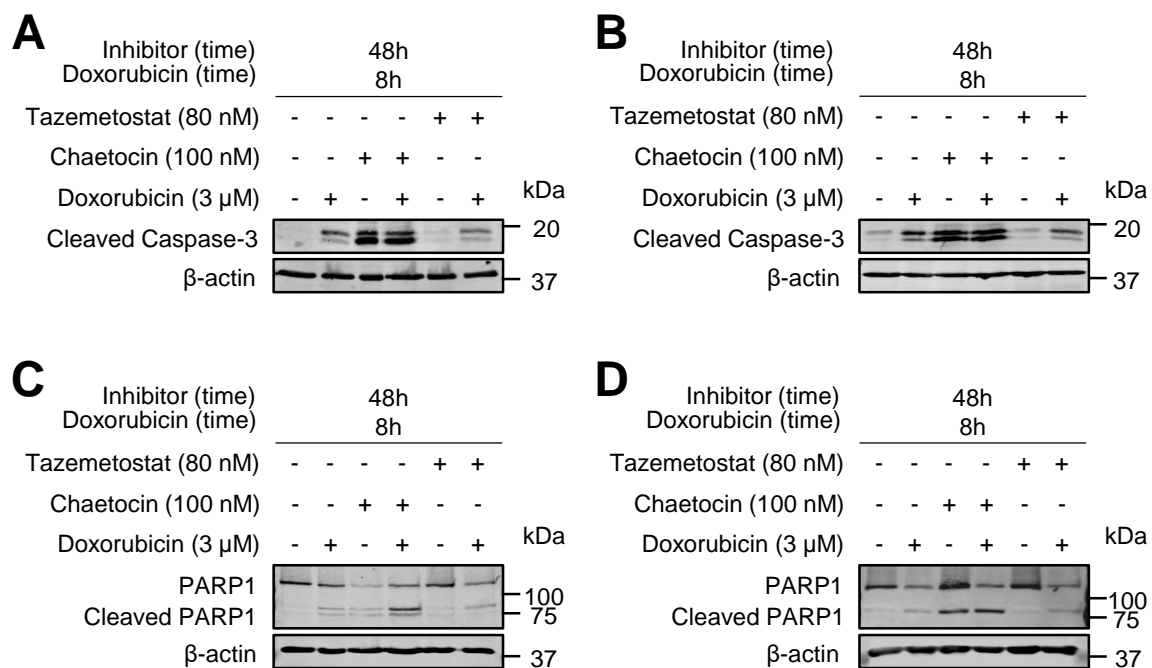 A
Inhibitor (time) 48h
Doxorubicin (time) 8h
Tazemetostat (80 nM) - - - - + +
Chaetocin (100 nM) - - + + - -
Doxorubicin (3 µM) - + - + - + kDa
Cleaved Caspase-3 20
β-actin 37
B
Inhibitor (time) 48h
Doxorubicin (time) 8h
Tazemetostat (80 nM) - - - - + +
Chaetocin (100 nM) - - + + - -
Doxorubicin (3 µM) - + - + - + kDa
Cleaved Caspase-3 20
β-actin 37
C
Inhibitor (time) 48h
Doxorubicin (time) 8h
Tazemetostat (80 nM) - - - - + +
Chaetocin (100 nM) - - + + - -
Doxorubicin (3 µM) - + - + - + kDa
PARP1 100
Cleaved PARP1 75
β-actin 37
D
Inhibitor (time) 48h
Doxorubicin (time) 8h
Tazemetostat (80 nM) - - - - + +
Chaetocin (100 nM) - - + + - -
Doxorubicin (3 µM) - + - + - + kDa
PARP1 100
Cleaved PARP1 75
β-actin 37